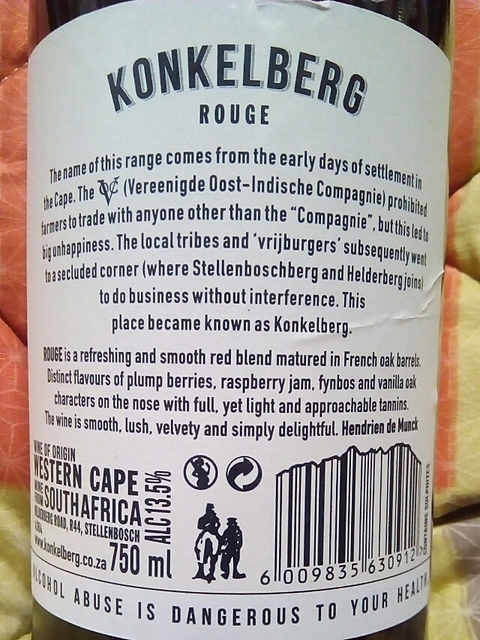 KONKELBERG
ROUGE
The name of this range comes from the early days of settlement in
the Cape. The VOC (Vereenigde Oost-Indische Compagnie) prohibited
farmers to trade with anyone other than the "Compagnie", but this led to
big unhappiness. The local tribes and 'vrijburgers' subsequently went
to a secluded corner (where Stellenboschberg and Helderberg joins)
to do business without interference. This
place became known as Konkelberg.
ROUGE is a refreshing and smooth red blend matured in French oak barrels.
Distinct flavours of plump berries, raspberry jam, fynbos and vanilla oak
characters on the nose with full, yet light and approachable tannins.
The wine is smooth, lush, velvety and simply delightful. Hendrien de Munck
WINE OF ORIGIN
WESTERN CAPE
WINE FROM SOUTH AFRICA
ROAD, R44, STELLENBOSCH
www.konkelberg.co.za 750 ml
ALC 13.5%
6 009835 630912 >
CONTAINS SULPHITES
ALCOHOL ABUSE IS DANGEROUS TO YOUR HEALTH